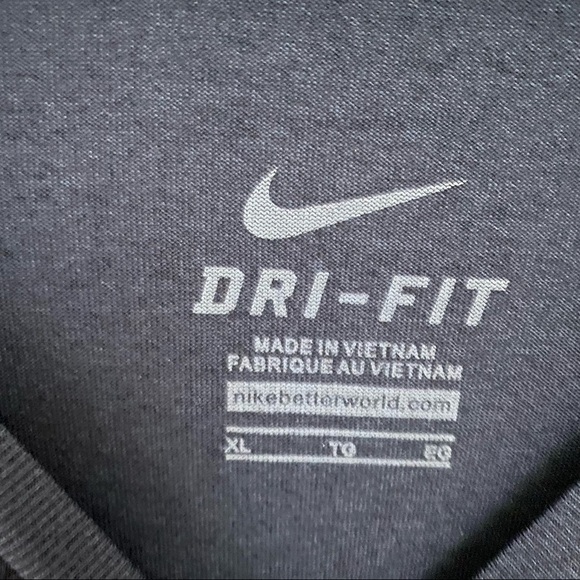 DRI-FIT
MADE IN VIETNAM
FABRIQUE AU VIETNAM
nikebetterworld.com
XL TG EG